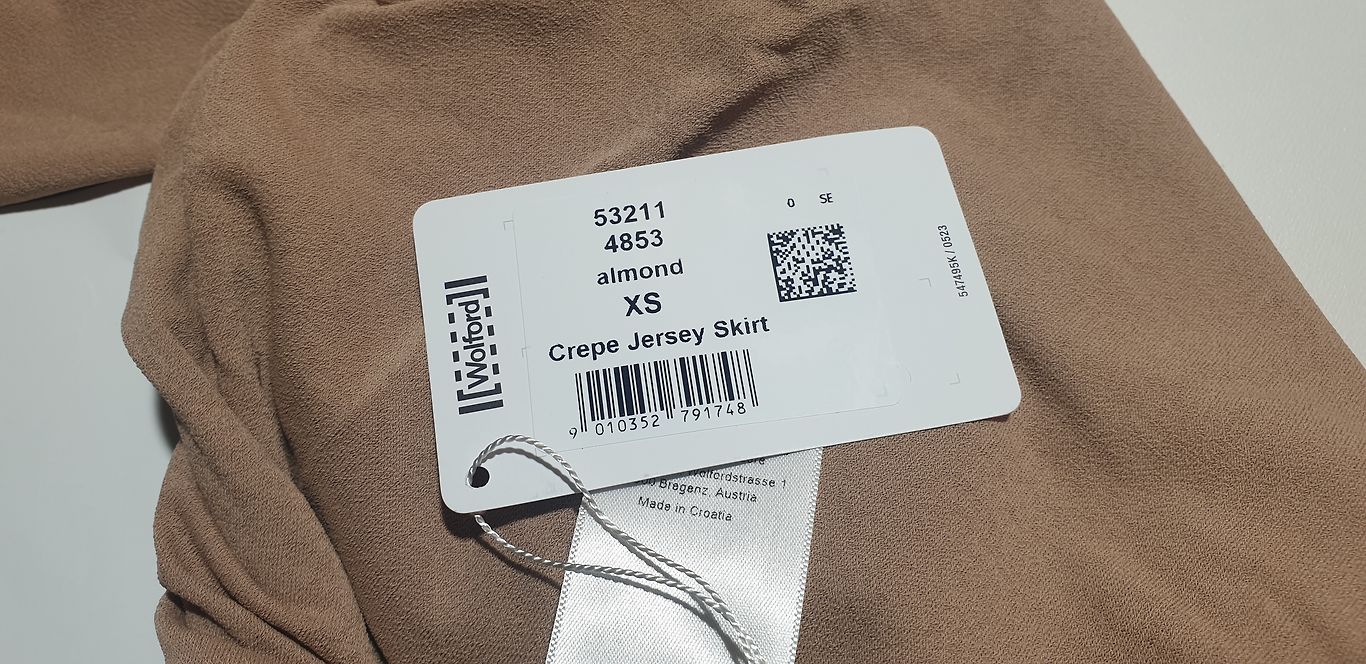 [Wolford]
53211
4853
almond
XS
Crepe Jersey Skirt
9 010352 791748
0 SE
547495K / 0523
Wolfordstrasse 1
Bragenz, Austria
Made in Croatia